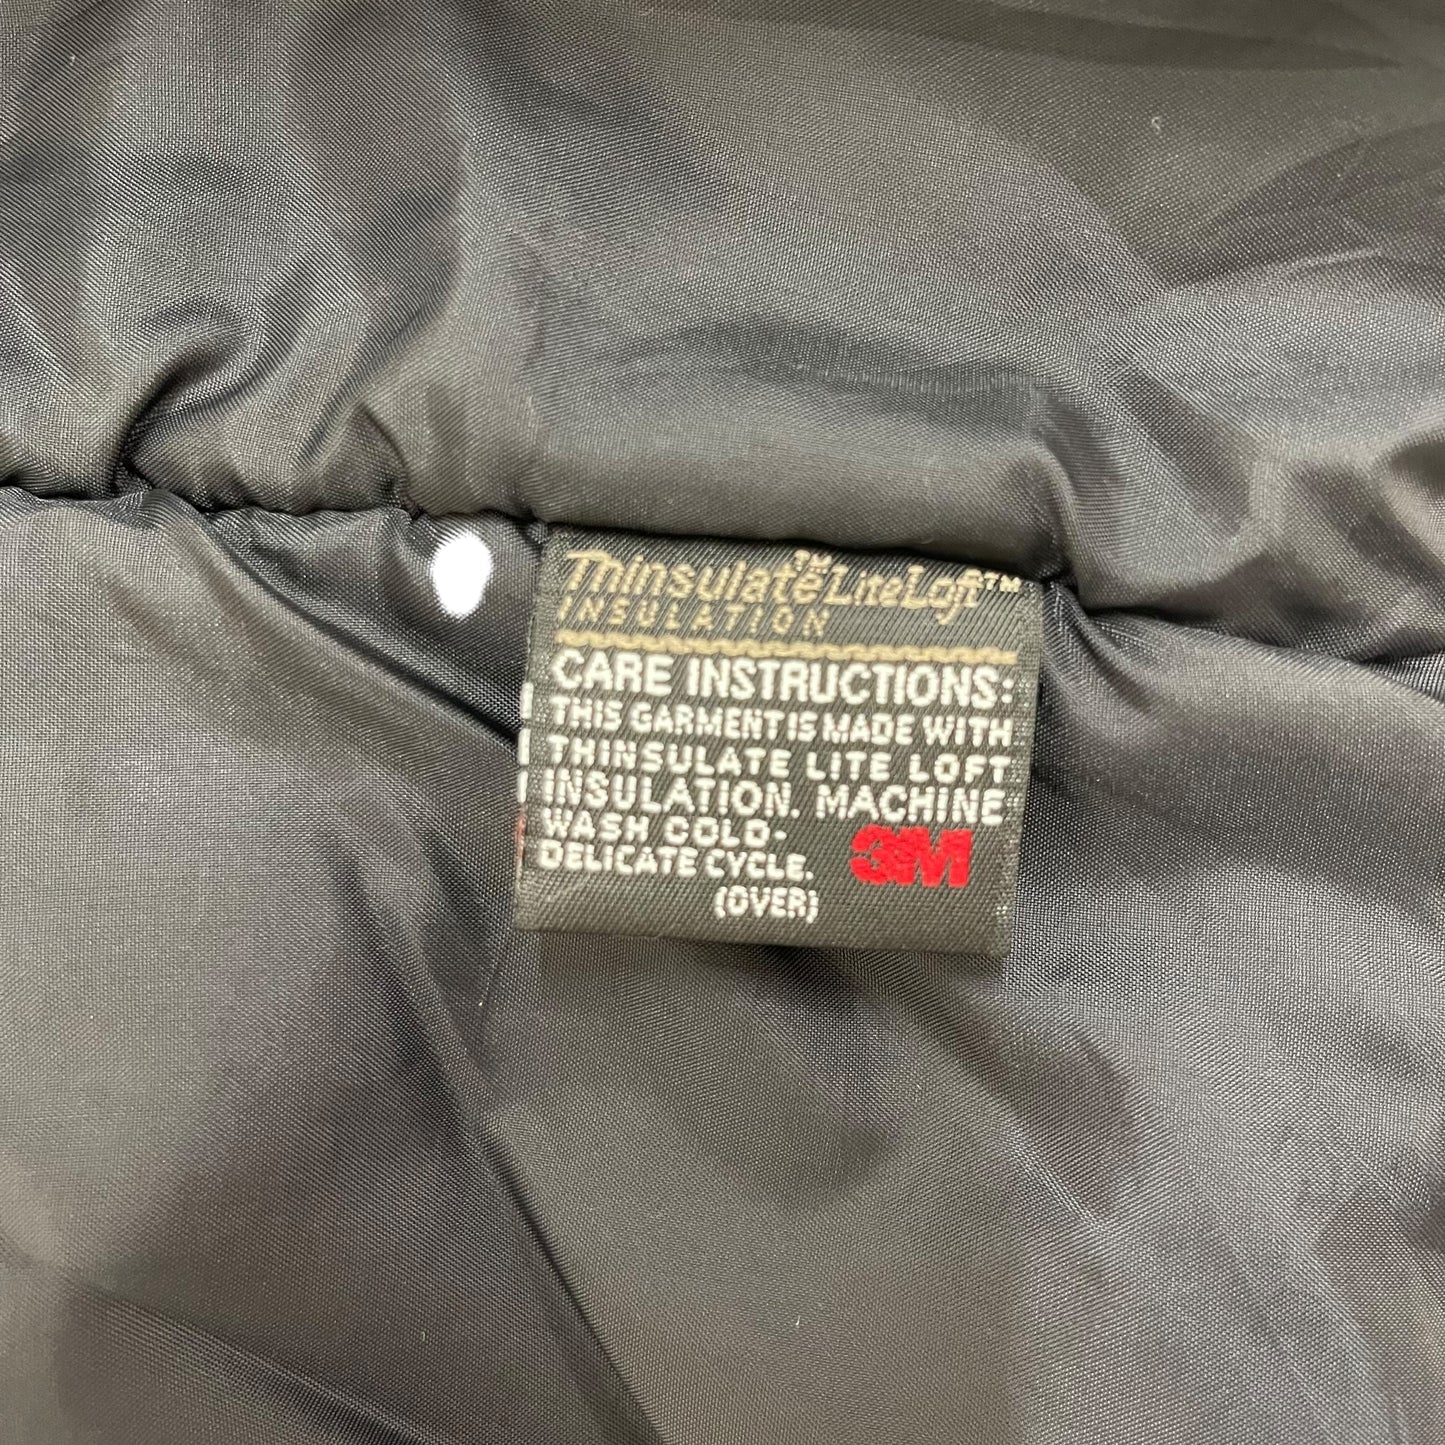 Thinsulate™ LiteLoft™
INSULATION
CARE INSTRUCTIONS:
THIS GARMENT IS MADE WITH
THINSULATE LITE LOFT
INSULATION. MACHINE
WASH COLD-
DELICATE CYCLE.
3M
(OVER)